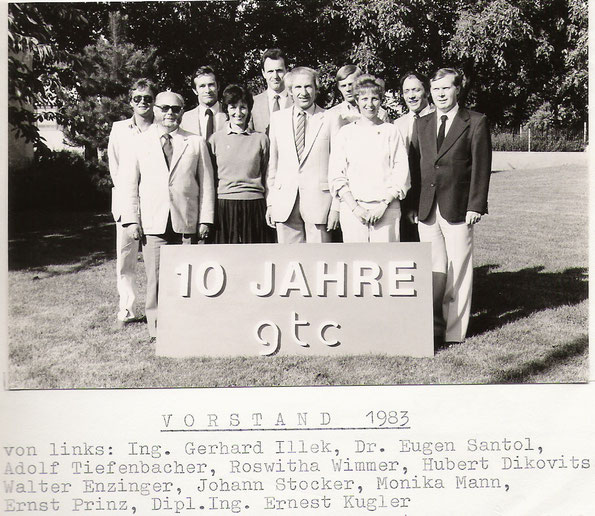 10 JAHRE
gtc
VORSTAND 1983
von links: Ing. Gerhard Illek, Dr. Eugen Santol,
Adolf Tiefenbacher, Roswitha Wimmer, Hubert Dikovits
Walter Enzinger, Johann Stocker, Monika Mann,
Ernst Prinz, Dipl.Ing. Ernest Kugler